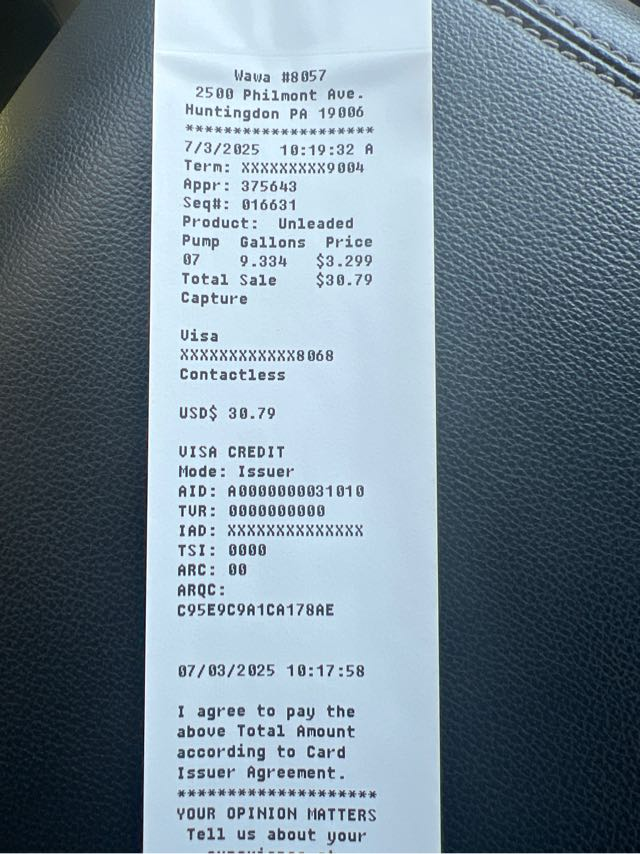 Wawa #8057
2500 Philmont Ave.
Huntingdon PA 19006
********************
7/3/2025 10:19:32 A
Term: XXXXXXXXX9004
Appr: 375643
Seq#: 016631
Product: Unleaded
Pump Gallons Price
07 9.334 $3.299
Total Sale $30.79
Capture
Visa
XXXXXXXXXXXX8068
Contactless
USD$ 30.79
VISA CREDIT
Mode: Issuer
AID: A0000000031010
TVR: 0000000000
IAD: XXXXXXXXXXXXXX
TSI: 0000
ARC: 00
ARQC:
C95E9C9A1CA178AE
07/03/2025 10:17:58
I agree to pay the
above Total Amount
according to Card
Issuer Agreement.
********************
YOUR OPINION MATTERS
Tell us about your